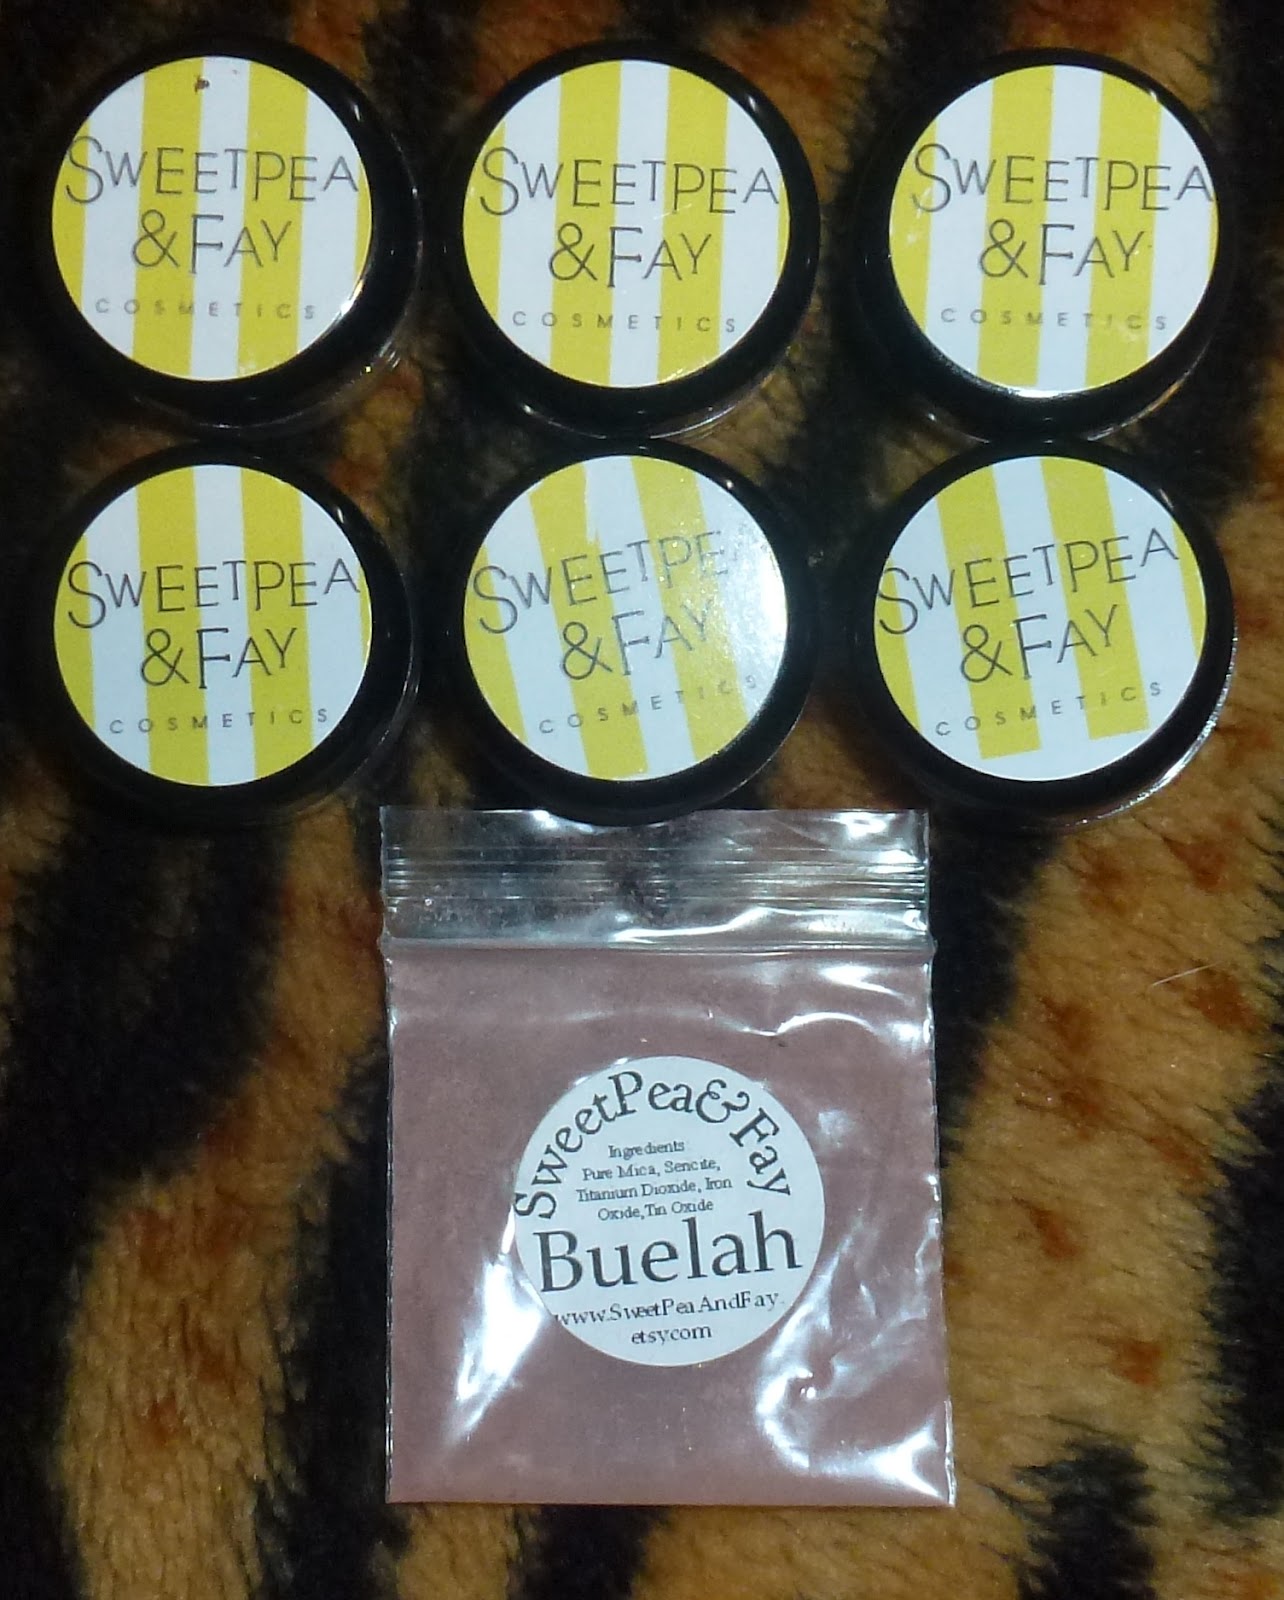 SWEETPEA
& FAY
COSMETICS
SWEETPEA
& FAY
COSMETICS
SWEETPEA
& FAY
COSMETICS
SWEETPEA
& FAY
COSMETICS
SWEETPEA
& FAY
COSMETICS
SWEETPEA
& FAY
COSMETICS
SweetPea & Fay
Ingredients
Pure Mica, Sencite,
Titanium Dioxide, Iron
Oxide, Tin Oxide
Buelah
www.SweetPeaAndFay.
etsy.com